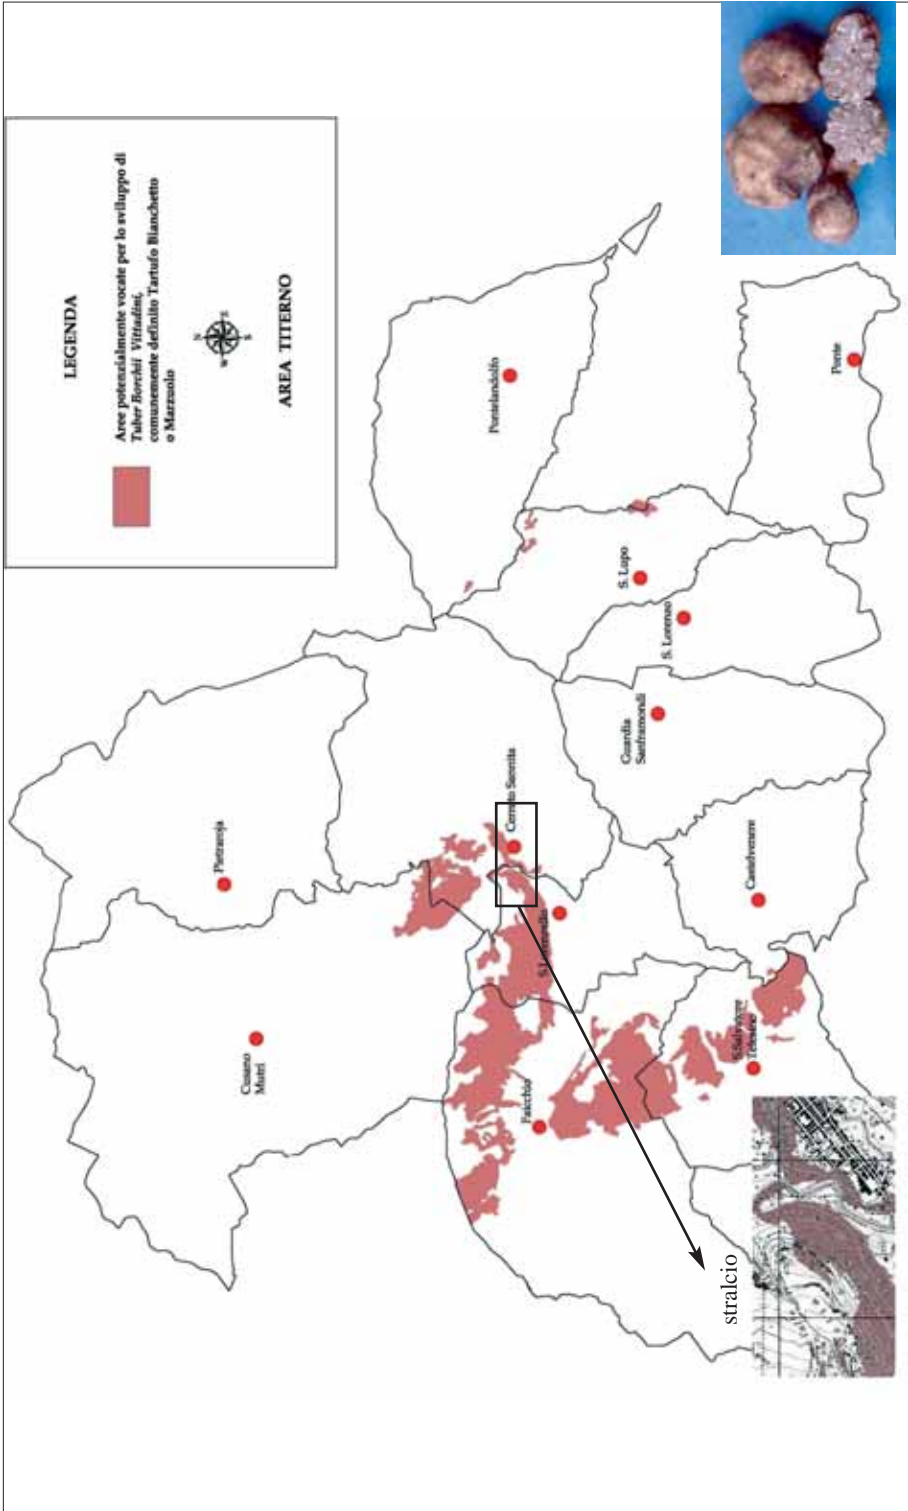 LEGENDA
Aree potenzialmente vocate per lo sviluppo di
Tuber Borchii Vittadini,
comunemente definito Tartufo Bianchetto
o Marzuolo
N
W
E
S
AREA TITERNO
Pietraroja
Cusano
Mutri
Pontelandolfo
Cerreto Sannita
S. Lupo
S. Lorenzo
Guardia
Sanframondi
S.Lorenzello
Faicchio
Castelvenere
S.Salvatore
Telesino
Ponte
stralcio